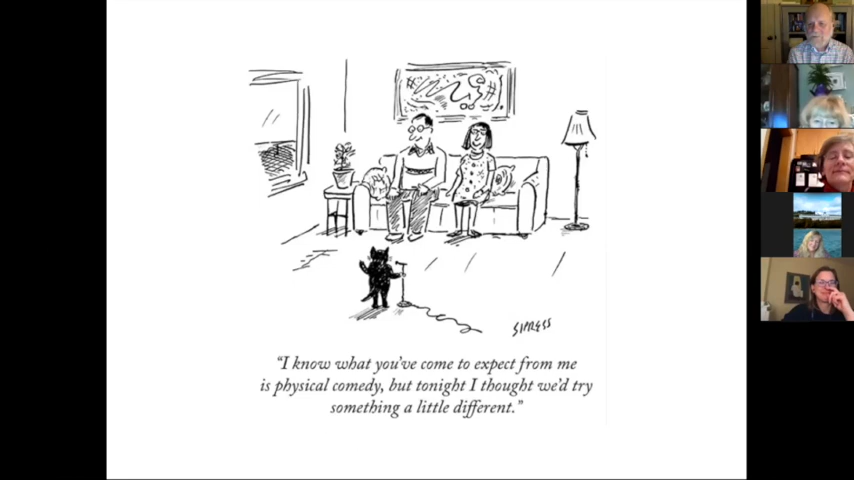 SIPRESS
"I know what you've come to expect from me
is physical comedy, but tonight I thought we'd try
something a little different."